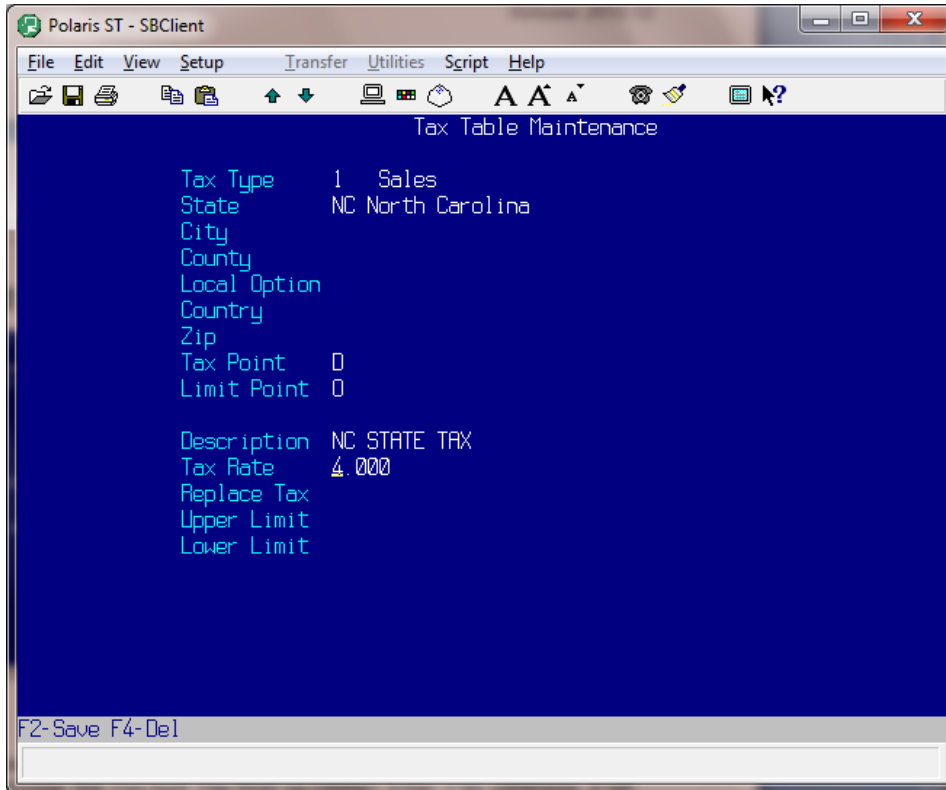 Polaris ST - SBClient
File Edit View Setup Transfer Utilities Script Help
A A A
Tax Table Maintenance
Tax Type 1 Sales
State NC North Carolina
City
County
Local Option
Country
Zip
Tax Point D
Limit Point O
Description NC STATE TAX
Tax Rate 4.000
Replace Tax
Upper Limit
Lower Limit
F2-Save F4-Del